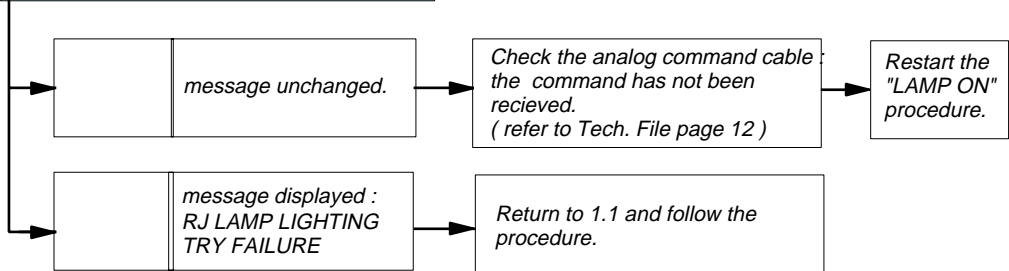 message unchanged.
Check the analog command cable :
the command has not been
recieved.
( refer to Tech. File page 12 )
Restart the
"LAMP ON"
procedure.
message displayed :
RJ LAMP LIGHTING
TRY FAILURE
Return to 1.1 and follow the
procedure.